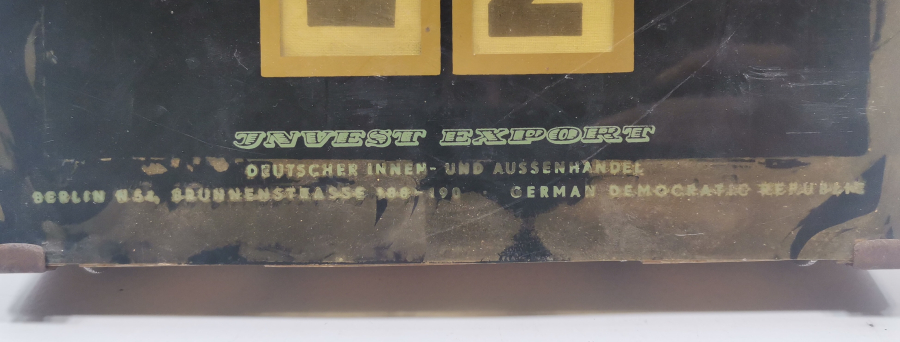 INVEST EXPORT
DEUTSCHER INNEN- UND AUSSENHANDEL
BERLIN N 54, BRUNNENSTRASSE 188-190 · GERMAN DEMOCRATIC REPUBLIC